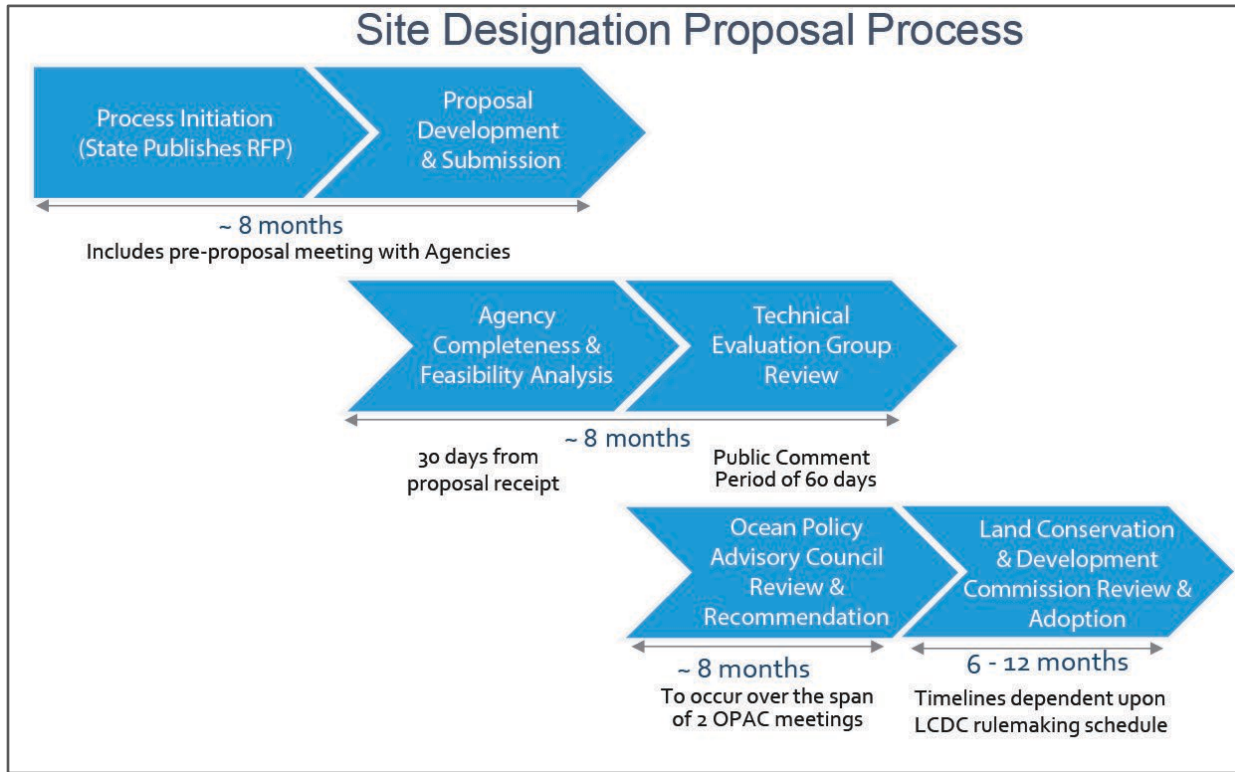 Site Designation Proposal Process
Process Initiation
(State Publishes RFP)
Proposal
Development
& Submission
~ 8 months
Includes pre-proposal meeting with Agencies
Agency
Completeness &
Feasibility Analysis
Technical
Evaluation Group
Review
~ 8 months
30 days from
proposal receipt
Public Comment
Period of 60 days
Ocean Policy
Advisory Council
Review &
Recommendation
Land Conservation
& Development
Commission Review &
Adoption
~ 8 months
To occur over the span
of 2 OPAC meetings
6 - 12 months
Timelines dependent upon
LCDC rulemaking schedule